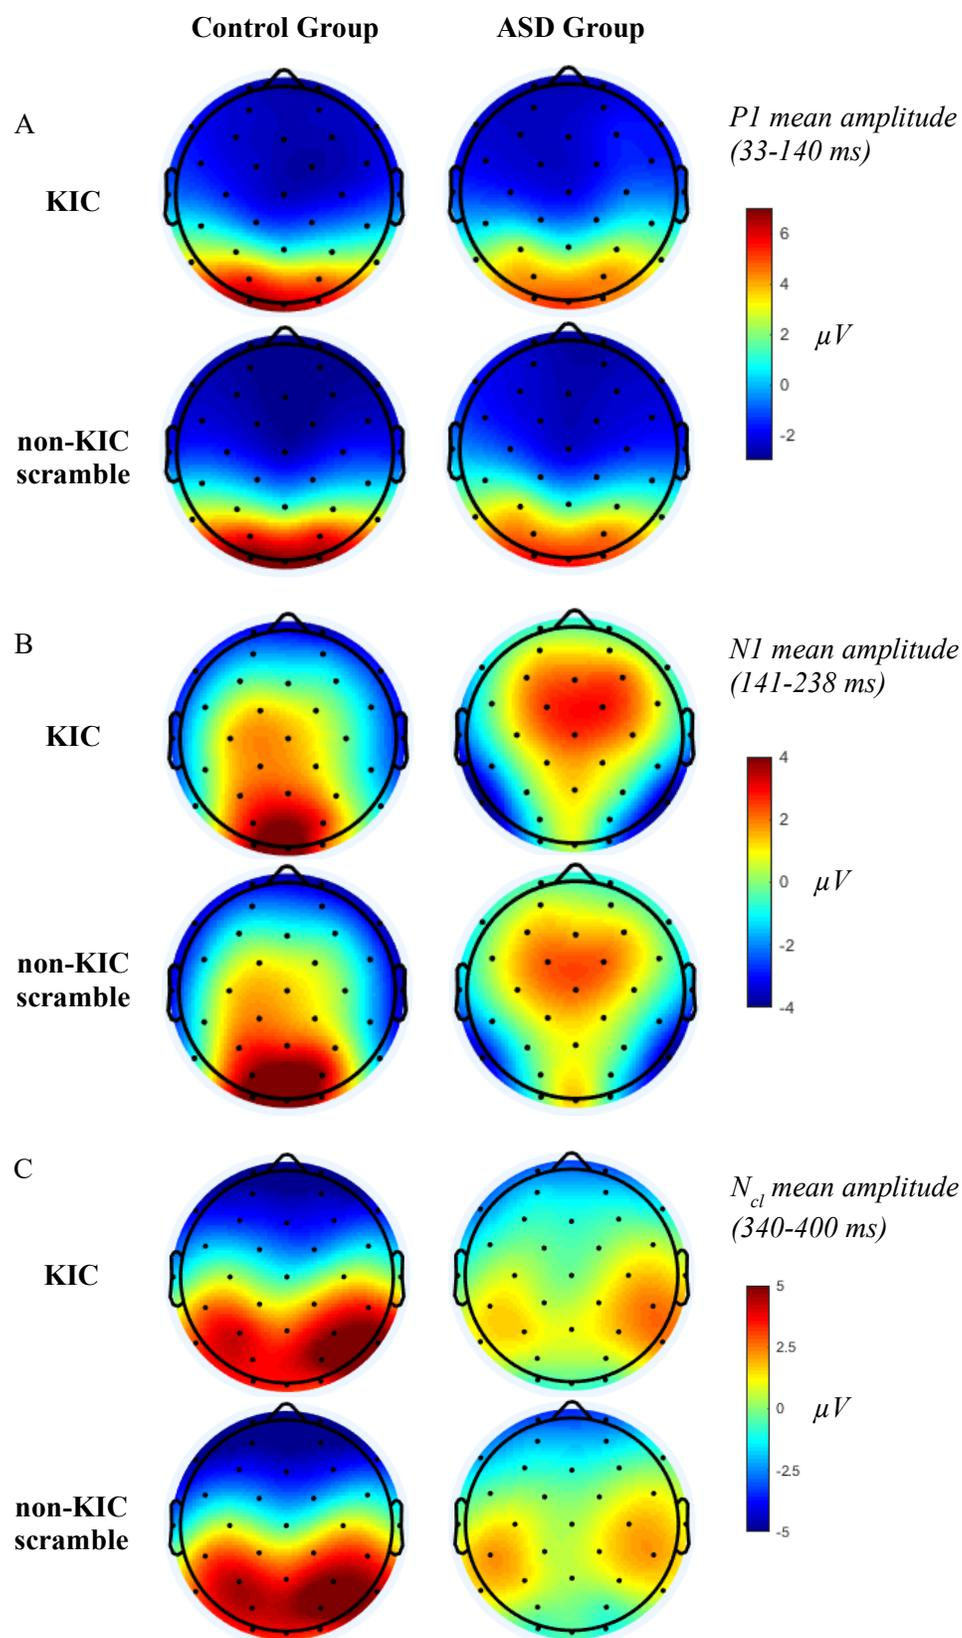 Control Group ASD Group
A
P1 mean amplitude
(33-140 ms)
KIC
6
4
2
0
-2
µV
non-KIC
scramble
B
N1 mean amplitude
(141-238 ms)
KIC
4
2
0
-2
-4
µV
non-KIC
scramble
C
Ncl mean amplitude
(340-400 ms)
KIC
5
2.5
0
-2.5
-5
µV
non-KIC
scramble